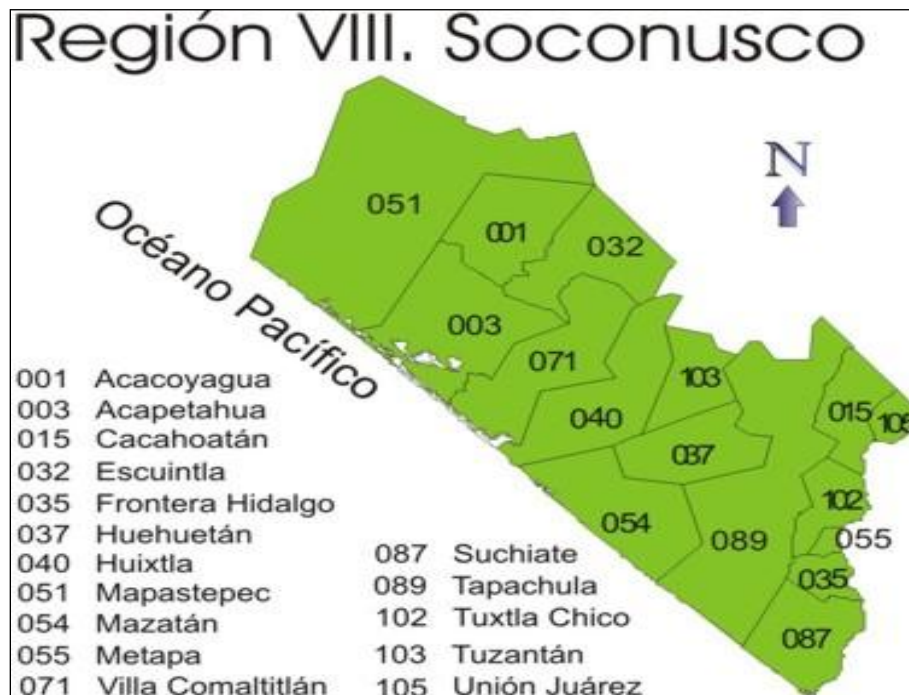 Región VIII. Soconusco
N
Océano Pacífico
051
001
032
003
071
103
040
015
105
037
102
054
089
055
035
087
001 Acacoyagua
003 Acapetahua
015 Cacahoatán
032 Escuintla
035 Frontera Hidalgo
037 Huehuetán
040 Huixtla
051 Mapastepec
054 Mazatán
055 Metapa
071 Villa Comaltitlán
087 Suchiate
089 Tapachula
102 Tuxtla Chico
103 Tuzantán
105 Unión Juárez